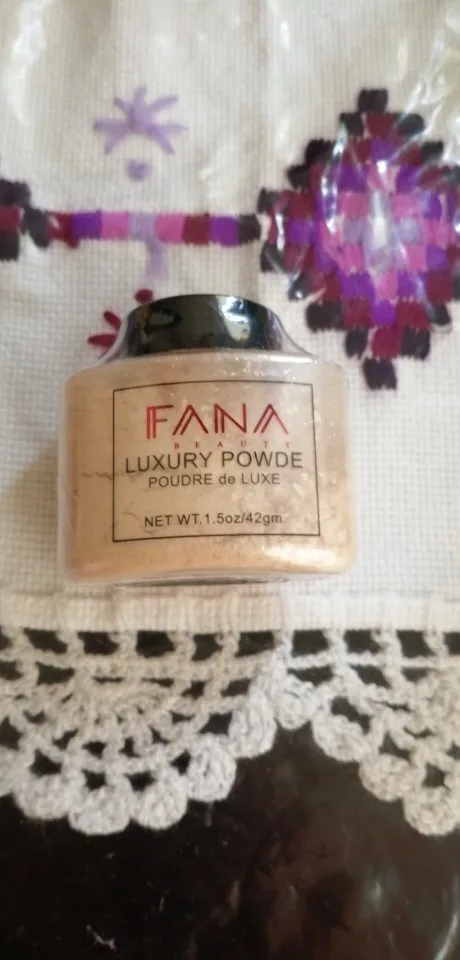 FANA
BEAUTY
LUXURY POWDE
POUDRE de LUXE
NET WT.1.5oz/42gm.